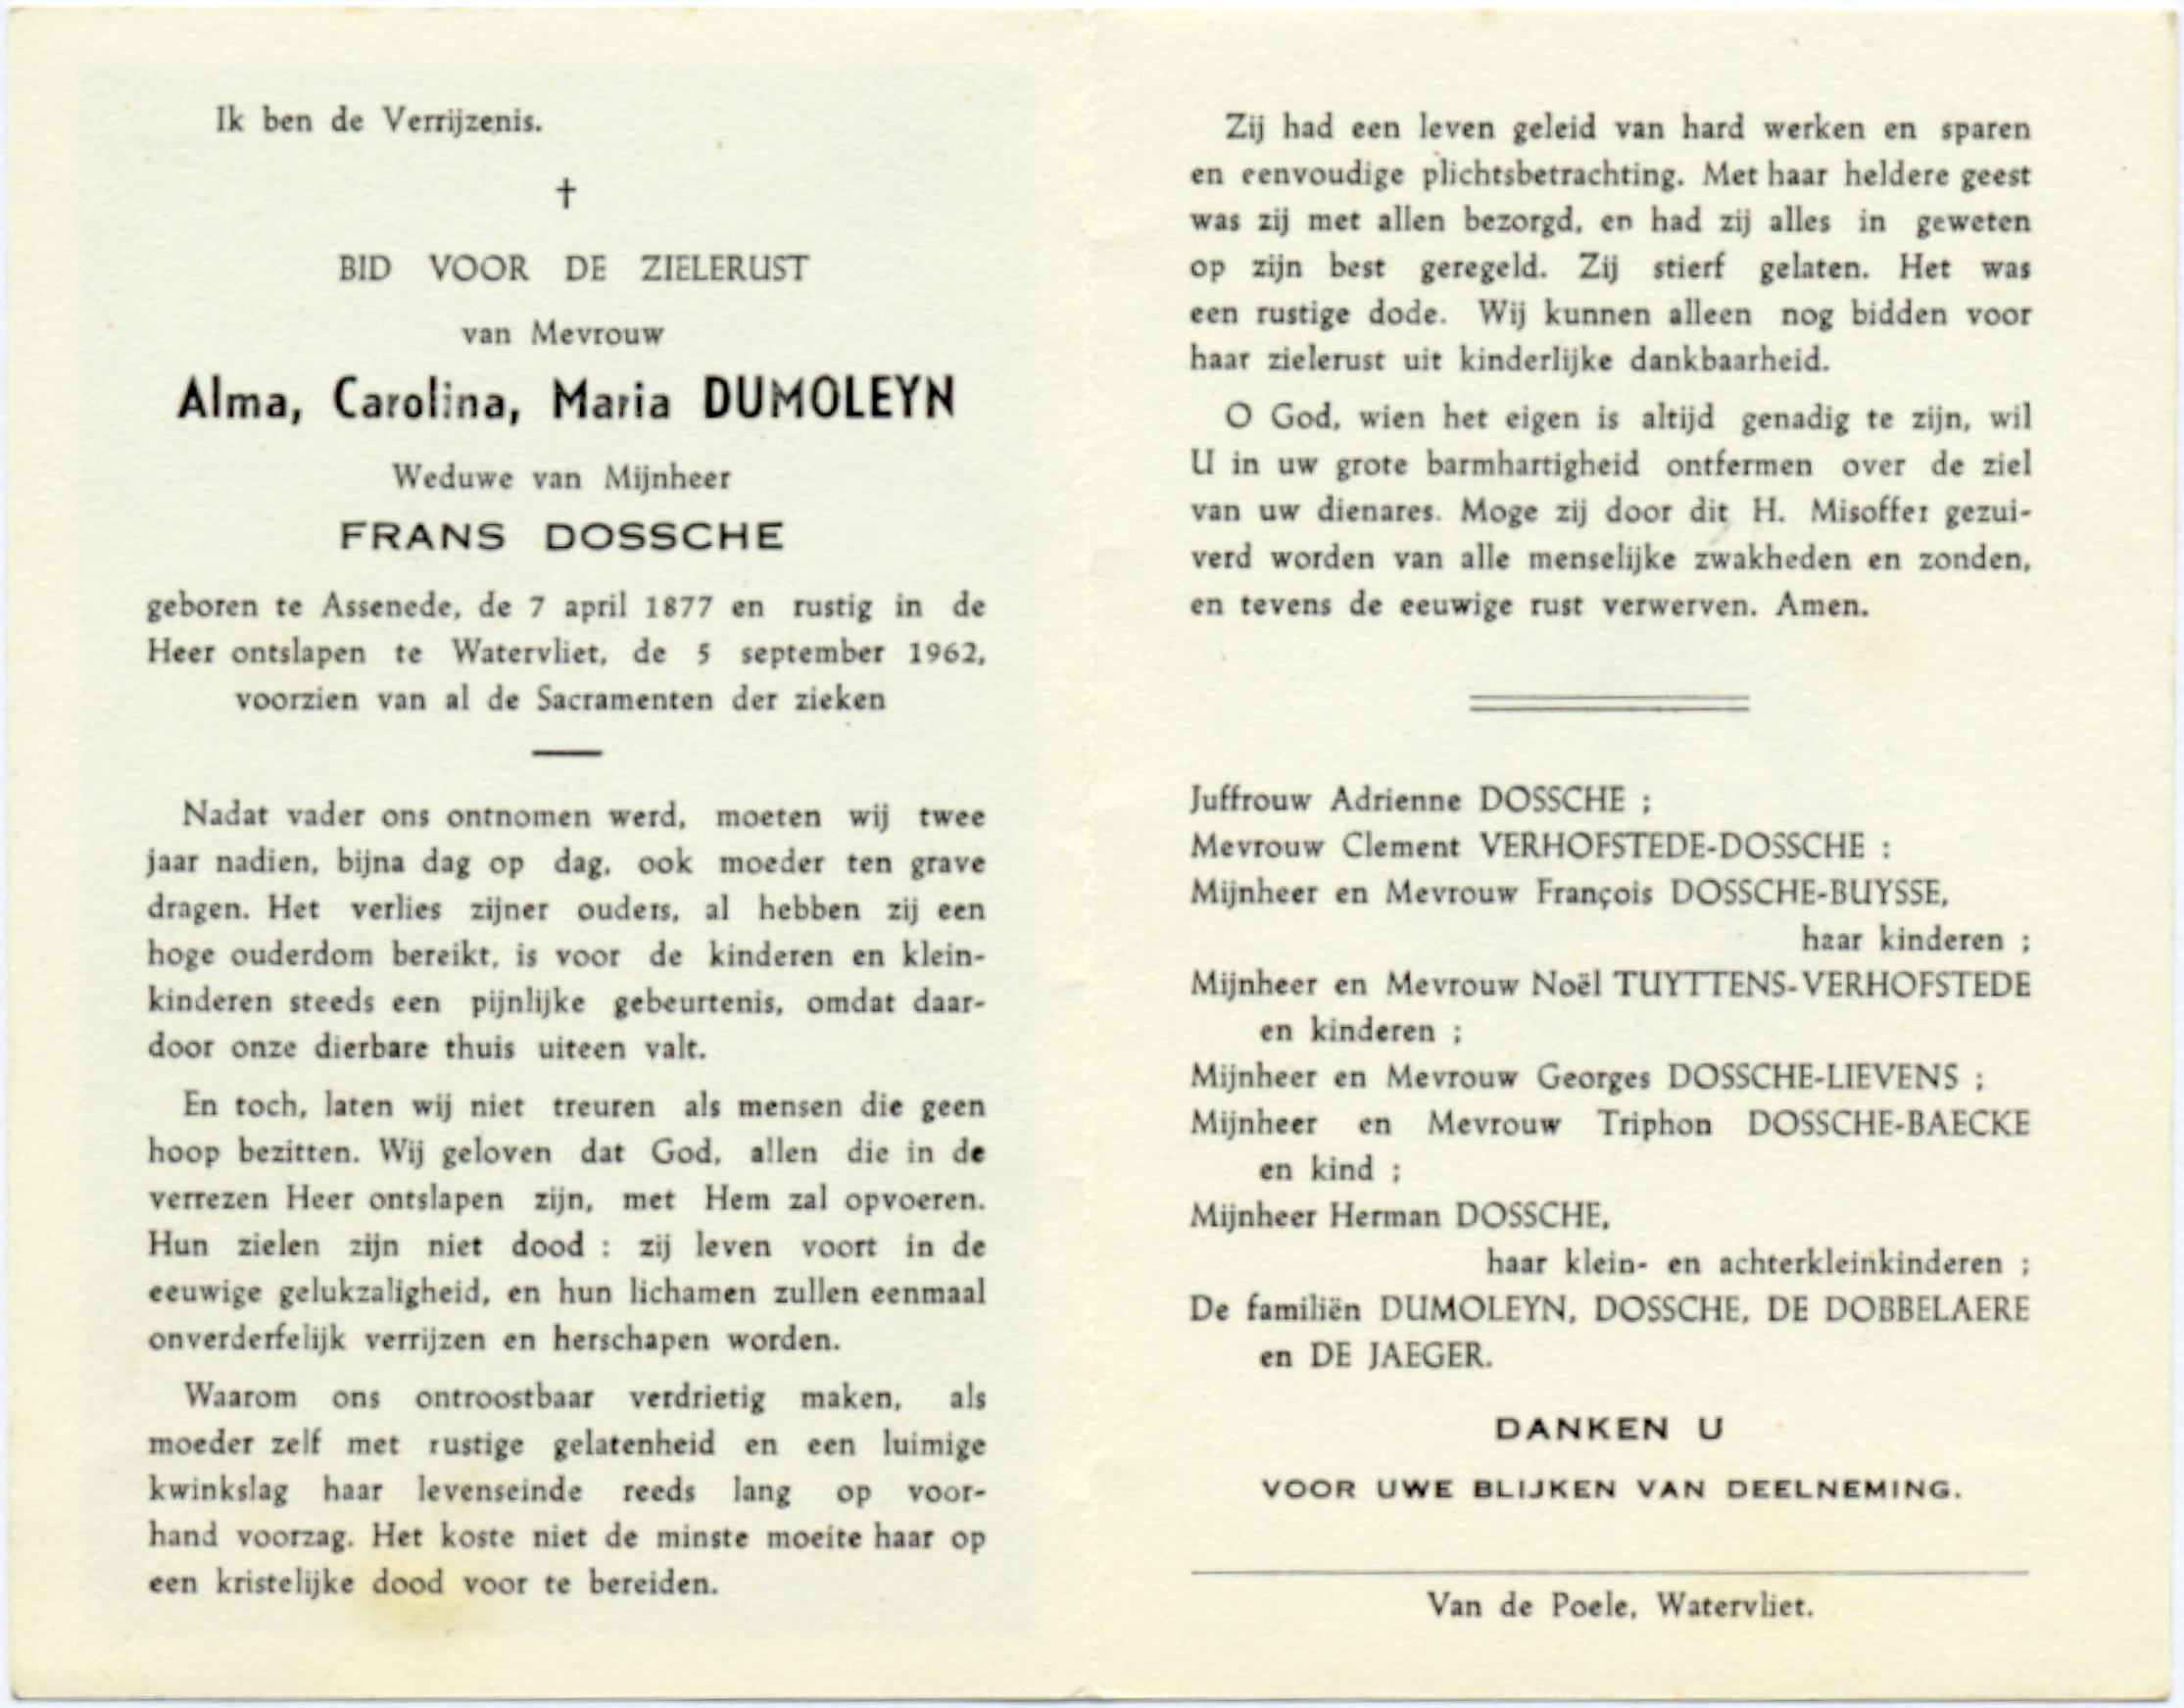 Ik ben de Verrijzenis.
†
BID VOOR DE ZIELERUST
van Mevrouw
Alma, Carolina, Maria DUMOLEYN
Weduwe van Mijnheer
FRANS DOSSCHE
geboren te Assenede, de 7 april 1877 en rustig in de
Heer ontslapen te Watervliet, de 5 september 1962,
voorzien van al de Sacramenten der zieken
Nadat vader ons ontnomen werd, moeten wij twee
jaar nadien, bijna dag op dag, ook moeder ten grave
dragen. Het verlies zijner ouders, al hebben zij een
hoge ouderdom bereikt, is voor de kinderen en klein-
kinderen steeds een pijnlijke gebeurtenis, omdat daar-
door onze dierbare thuis uiteen valt.
En toch, laten wij niet treuren als mensen die geen
hoop bezitten. Wij geloven dat God, allen die in de
verrezen Heer ontslapen zijn, met Hem zal opvoeren.
Hun zielen zijn niet dood : zij leven voort in de
eeuwige gelukzaligheid, en hun lichamen zullen eenmaal
onverderfelijk verrijzen en herschapen worden.
Waarom ons ontroostbaar verdrietig maken, als
moeder zelf met rustige gelatenheid en een luimige
kwinkslag haar levenseinde reeds lang op voor-
hand voorzag. Het koste niet de minste moeite haar op
een kristelijke dood voor te bereiden.
Zij had een leven geleid van hard werken en sparen
en eenvoudige plichtsbetrachting. Met haar heldere geest
was zij met allen bezorgd, en had zij alles in geweten
op zijn best geregeld. Zij stierf gelaten. Het was
een rustige dode. Wij kunnen alleen nog bidden voor
haar zielerust uit kinderlijke dankbaarheid.
O God, wien het eigen is altijd genadig te zijn, wil
U in uw grote barmhartigheid ontfermen over de ziel
van uw dienares. Moge zij door dit H. Misoffer gezui-
verd worden van alle menselijke zwakheden en zonden,
en tevens de eeuwige rust verwerven. Amen.
Juffrouw Adrienne DOSSCHE ;
Mevrouw Clement VERHOFSTEDE-DOSSCHE :
Mijnheer en Mevrouw François DOSSCHE-BUYSSE,
haar kinderen ;
Mijnheer en Mevrouw Noël TUYTTENS-VERHOFSTEDE
en kinderen ;
Mijnheer en Mevrouw Georges DOSSCHE-LIEVENS ;
Mijnheer en Mevrouw Triphon DOSSCHE-BAECKE
en kind ;
Mijnheer Herman DOSSCHE,
haar klein- en achterkleinkinderen ;
De familiën DUMOLEYN, DOSSCHE, DE DOBBELAERE
en DE JAEGER.
DANKEN U
VOOR UWE BLIJKEN VAN DEELNEMING.
Van de Poele, Watervliet.